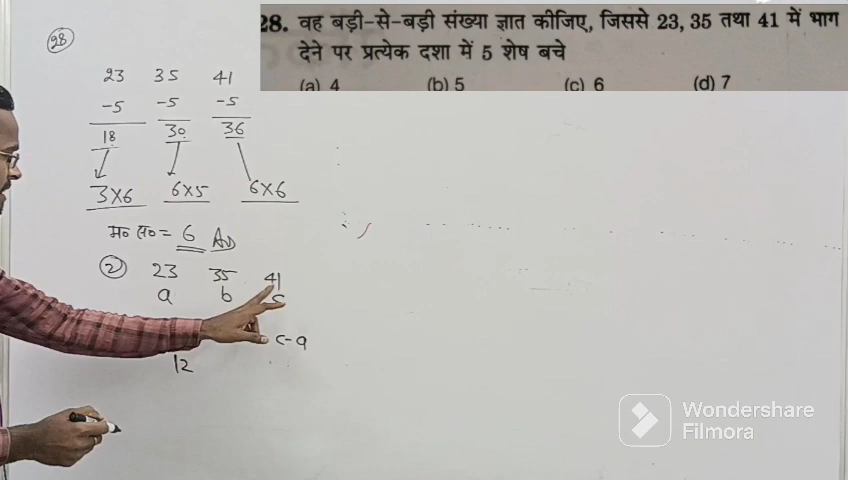 28. वह बड़ी-से-बड़ी संख्या ज्ञात कीजिए, जिससे 23, 35 तथा 41 में भाग
देने पर प्रत्येक दशा में 5 शेष बचे
(a) 4 (b) 5 (c) 6 (d) 7
28
23 35 41
-5 -5 -5
18 30 36
3×6 6×5 6×6
म० स० = 6 Ans
(2) 23 35 41
a b c
c-a
12
Wondershare
Filmora